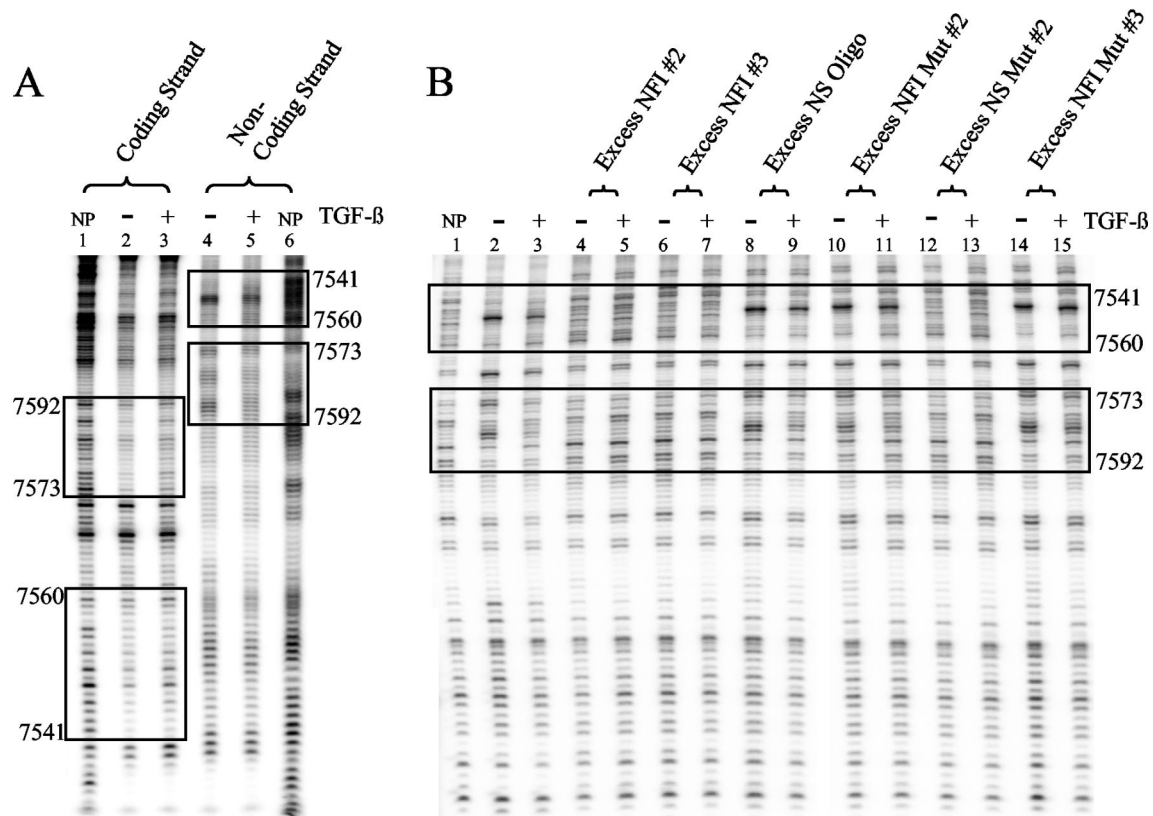 A
Coding Strand
Non-
Coding Strand
NP - + - + NP TGF-ß
1 2 3 4 5 6
7541
7560
7573
7592
7592
7573
7560
7541
B
Excess NFI #2
Excess NFI #3
Excess NS Oligo
Excess NFI Mut #2
Excess NS Mut #2
Excess NFI Mut #3
NP - + - + - + - + - + - + - + TGF-ß
1 2 3 4 5 6 7 8 9 10 11 12 13 14 15
7541
7560
7573
7592